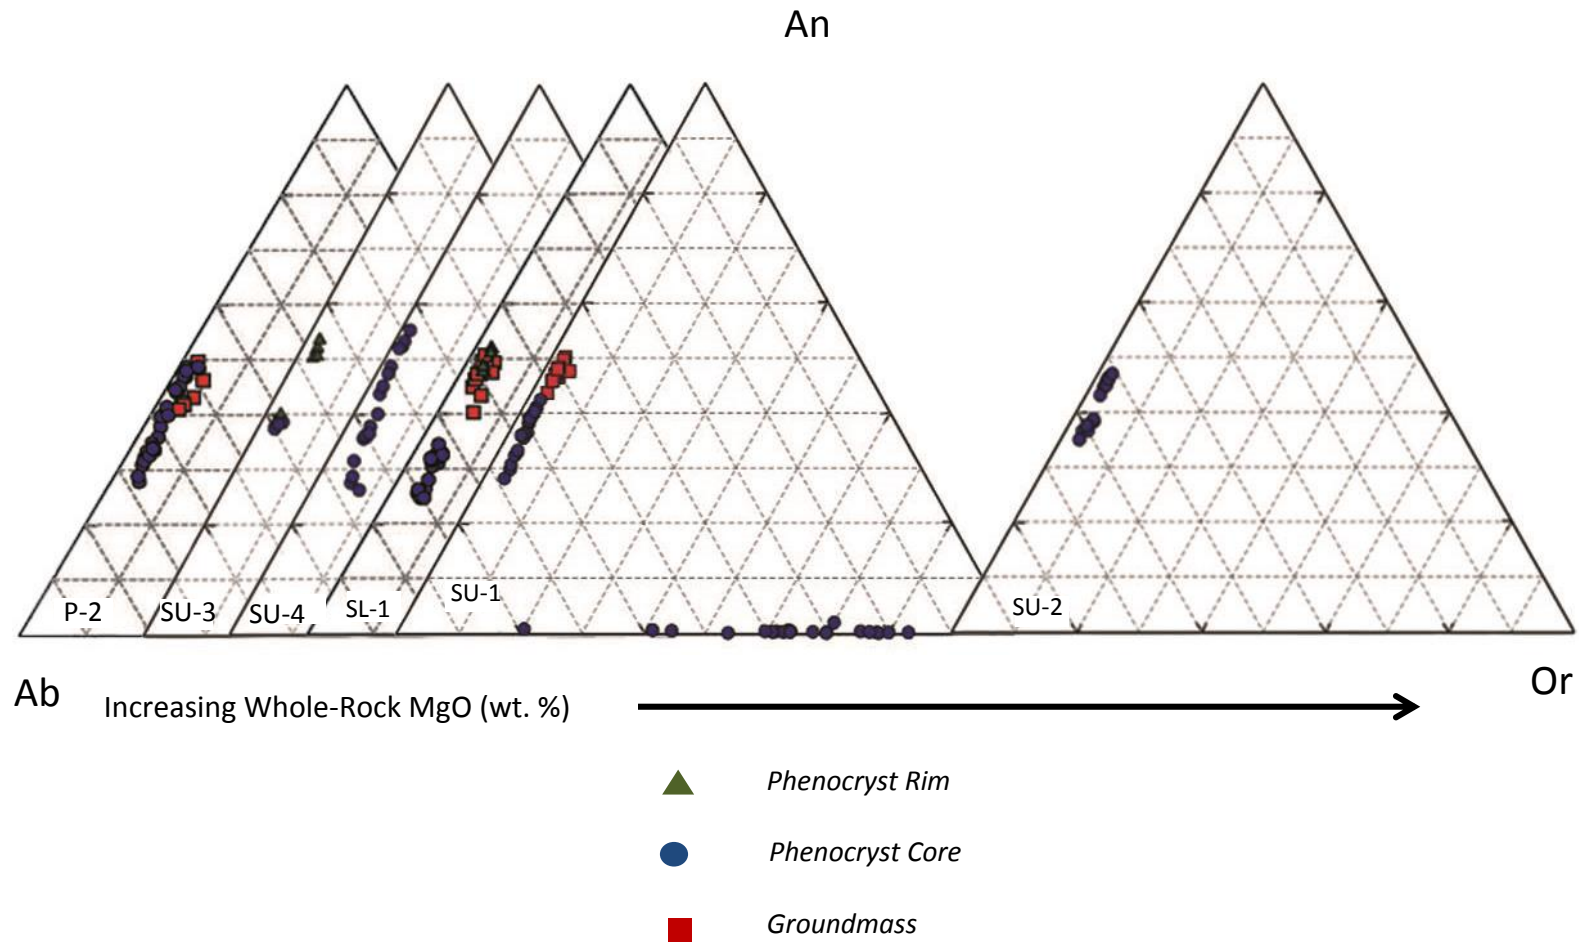 An
P-2
SU-3
SU-4
SL-1
SU-1
SU-2
Ab
Or
Increasing Whole-Rock MgO (wt. %)
Phenocryst Rim
Phenocryst Core
Groundmass